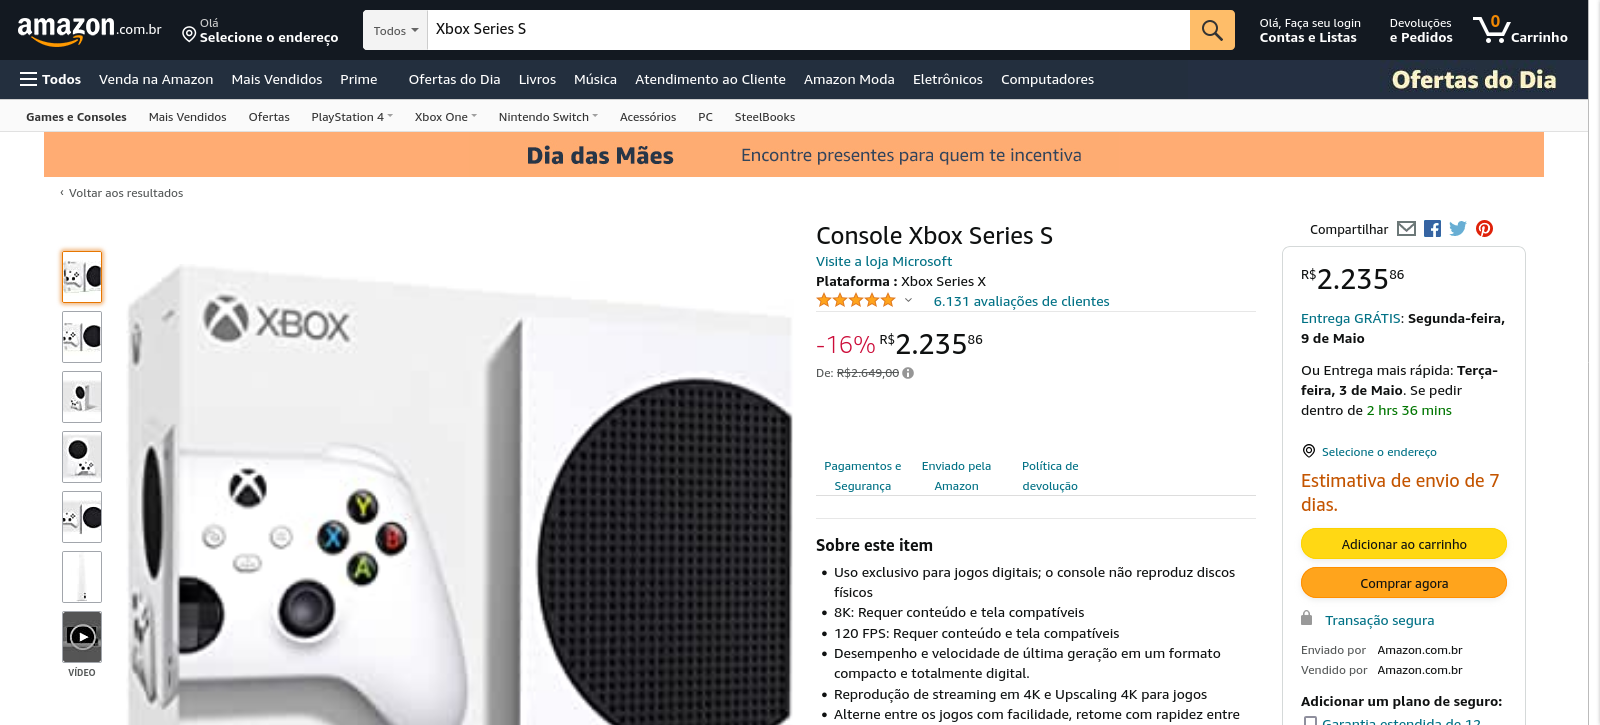 amazon.com.br
Olá
Selecione o endereço
Todos
Xbox Series S
Olá, Faça seu login
Contas e Listas
Devoluções
e Pedidos
0
Carrinho
Todos
Venda na Amazon
Mais Vendidos
Prime
Ofertas do Dia
Livros
Música
Atendimento ao Cliente
Amazon Moda
Eletrônicos
Computadores
Ofertas do Dia
Games e Consoles
Mais Vendidos
Ofertas
PlayStation 4
Xbox One
Nintendo Switch
Acessórios
PC
SteelBooks
Dia das Mães
Encontre presentes para quem te incentiva
‹ Voltar aos resultados
VÍDEO
XBOX
Y
X
B
A
Console Xbox Series S
Visite a loja Microsoft
Plataforma : Xbox Series X
6.131 avaliações de clientes
-16% R$2.23586
De: R$2.649,00
Pagamentos e
Segurança
Enviado pela
Amazon
Política de
devolução
Sobre este item
• Uso exclusivo para jogos digitais; o console não reproduz discos
físicos
• 8K: Requer conteúdo e tela compatíveis
• 120 FPS: Requer conteúdo e tela compatíveis
• Desempenho e velocidade de última geração em um formato
compacto e totalmente digital.
• Reprodução de streaming em 4K e Upscaling 4K para jogos
• Alterne entre os jogos com facilidade, retome com rapidez entre
Compartilhar
R$2.23586
Entrega GRÁTIS: Segunda-feira,
9 de Maio
Ou Entrega mais rápida: Terça-
feira, 3 de Maio. Se pedir
dentro de 2 hrs 36 mins
Selecione o endereço
Estimativa de envio de 7
dias.
Adicionar ao carrinho
Comprar agora
Transação segura
Enviado por Amazon.com.br
Vendido por Amazon.com.br
Adicionar um plano de seguro:
Garantia estendida de 12